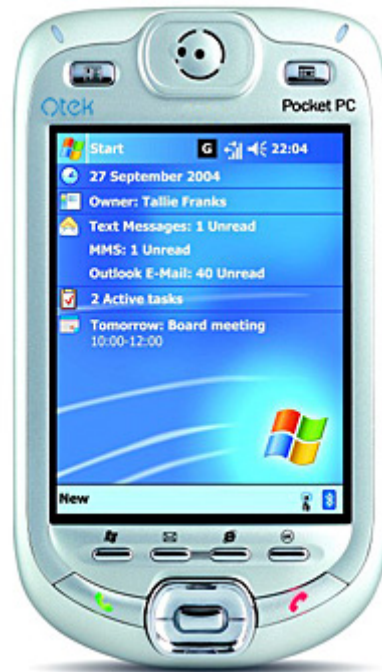 Qtek
Pocket PC
Start G 22:04
27 September 2004
Owner: Tallie Franks
Text Messages: 1 Unread
MMS: 1 Unread
Outlook E-Mail: 40 Unread
2 Active tasks
Tomorrow: Board meeting
10:00-12:00
New